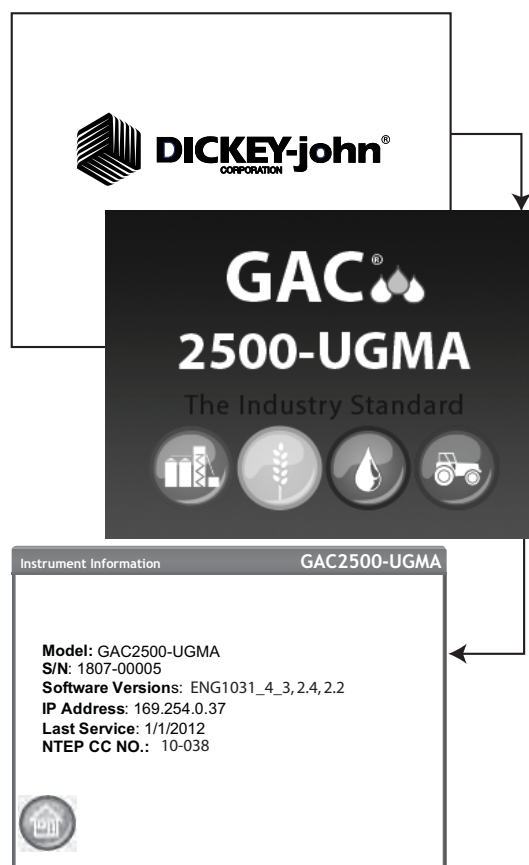 DICKEY-john®
CORPORATION
GAC®
2500-UGMA
The Industry Standard
Instrument Information GAC2500-UGMA
Model: GAC2500-UGMA
S/N: 1807-00005
Software Versions: ENG1031_4_3, 2.4, 2.2
IP Address: 169.254.0.37
Last Service: 1/1/2012
NTEP CC NO.: 10-038